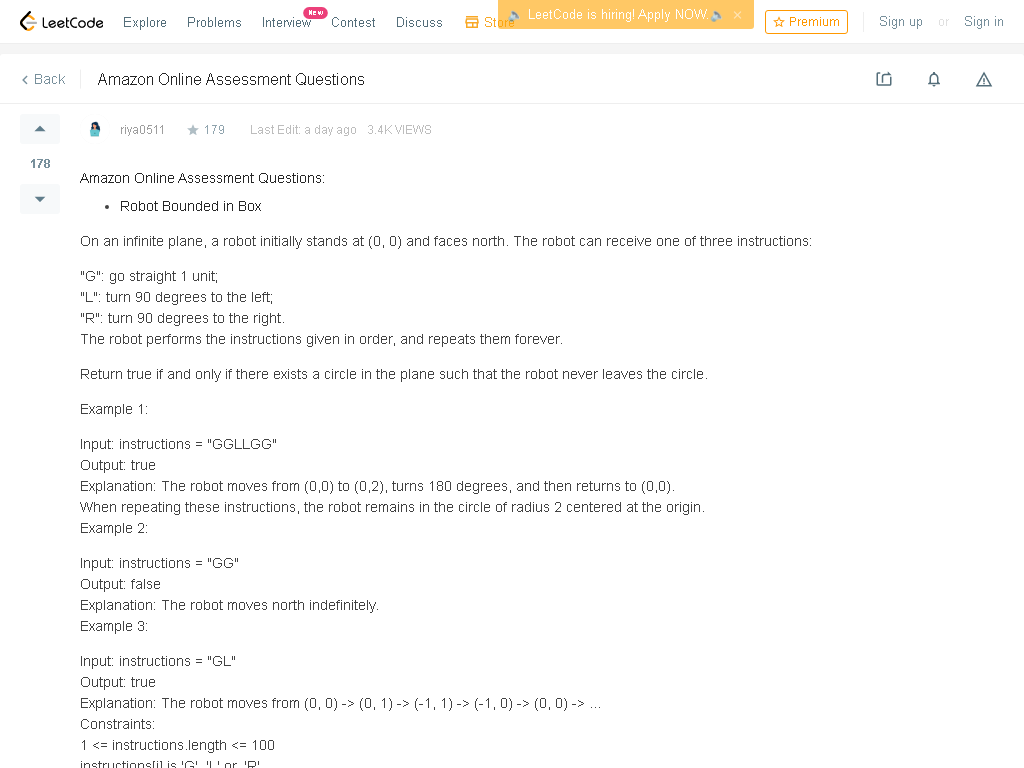 LeetCode
Explore
Problems
Interview
NEW
Contest
Discuss
Store
LeetCode is hiring! Apply NOW.
×
Premium
Sign up
or
Sign in
Back
Amazon Online Assessment Questions
riya0511
179
Last Edit: a day ago
3.4K VIEWS
178
Amazon Online Assessment Questions:
• Robot Bounded in Box
On an infinite plane, a robot initially stands at (0, 0) and faces north. The robot can receive one of three instructions:
"G": go straight 1 unit;
"L": turn 90 degrees to the left;
"R": turn 90 degrees to the right.
The robot performs the instructions given in order, and repeats them forever.
Return true if and only if there exists a circle in the plane such that the robot never leaves the circle.
Example 1:
Input: instructions = "GGLLGG"
Output: true
Explanation: The robot moves from (0,0) to (0,2), turns 180 degrees, and then returns to (0,0).
When repeating these instructions, the robot remains in the circle of radius 2 centered at the origin.
Example 2:
Input: instructions = "GG"
Output: false
Explanation: The robot moves north indefinitely.
Example 3:
Input: instructions = "GL"
Output: true
Explanation: The robot moves from (0, 0) -> (0, 1) -> (-1, 1) -> (-1, 0) -> (0, 0) -> ...
Constraints:
1 <= instructions.length <= 100
instructions[i] is 'G', 'L' or, 'R'.